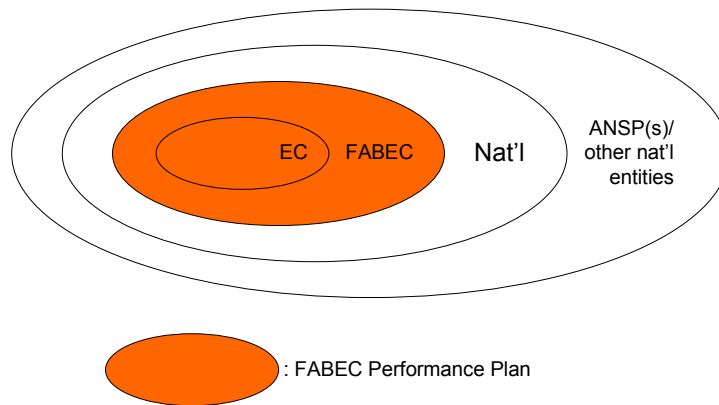 EC
FABEC
Nat'l
ANSP(s)/
other nat'l
entities
: FABEC Performance Plan